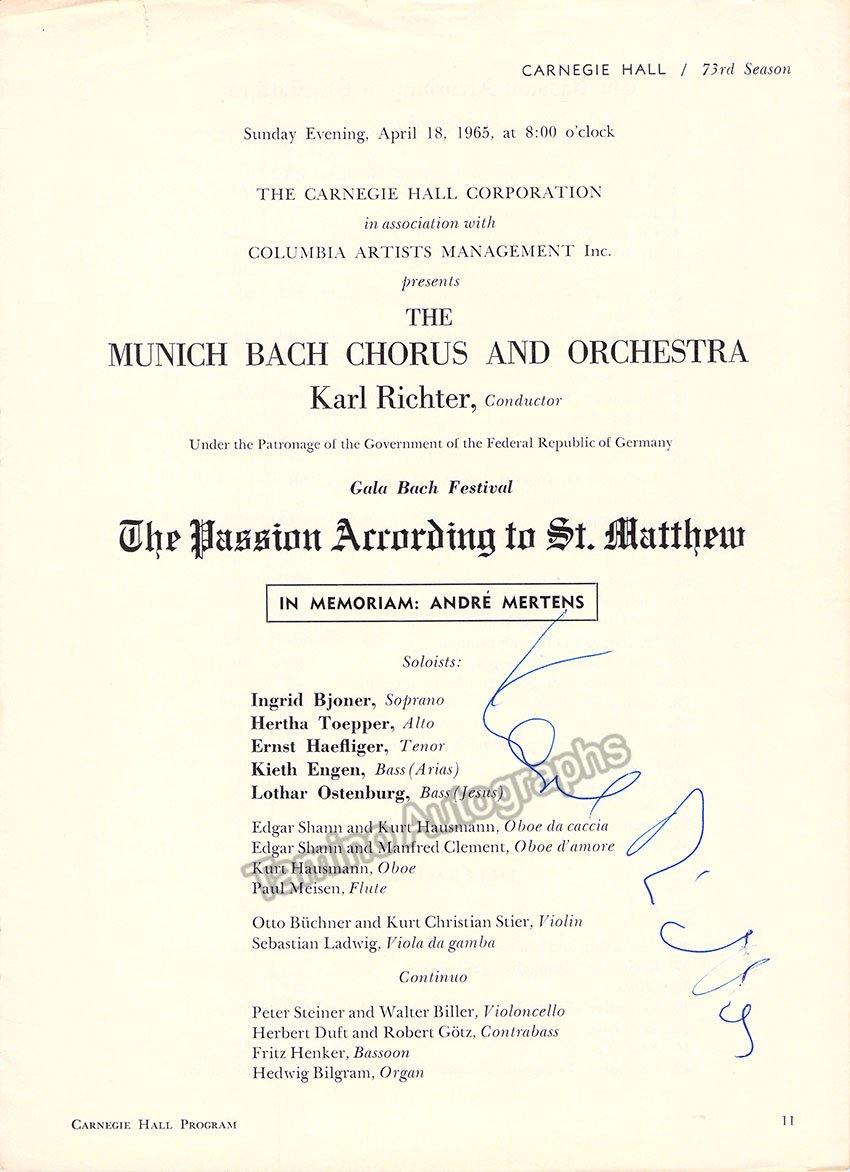 CARNEGIE HALL / 73rd Season
Sunday Evening, April 18, 1965, at 8:00 o'clock
THE CARNEGIE HALL CORPORATION
in association with
COLUMBIA ARTISTS MANAGEMENT Inc.
presents
THE
MUNICH BACH CHORUS AND ORCHESTRA
Karl Richter, Conductor
Under the Patronage of the Government of the Federal Republic of Germany
Gala Bach Festival
The Passion According to St. Matthew
IN MEMORIAM: ANDRÉ MERTENS
Soloists:
Ingrid Bjoner, Soprano
Hertha Toepper, Alto
Ernst Haefliger, Tenor
Kieth Engen, Bass (Arias)
Lothar Ostenburg, Bass (Jesus)
Edgar Shann and Kurt Hausmann, Oboe da caccia
Edgar Shann and Manfred Clement, Oboe d'amore
Kurt Hausmann, Oboe
Paul Meisen, Flute
Otto Büchner and Kurt Christian Stier, Violin
Sebastian Ladwig, Viola da gamba
Continuo
Peter Steiner and Walter Biller, Violoncello
Herbert Duft and Robert Götz, Contrabass
Fritz Henker, Bassoon
Hedwig Bilgram, Organ
Karl Richter
Tamino Autographs
CARNEGIE HALL PROGRAM
11